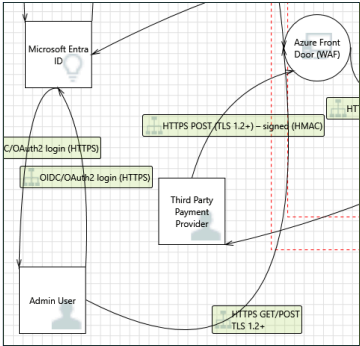 Microsoft Entra
ID
Azure Front
Door (WAF)
HT
HTTPS POST (TLS 1.2+) – signed (HMAC)
C/OAuth2 login (HTTPS)
OIDC/OAuth2 login (HTTPS)
Third Party
Payment
Provider
Admin User
HTTPS GET/POST
TLS 1.2+